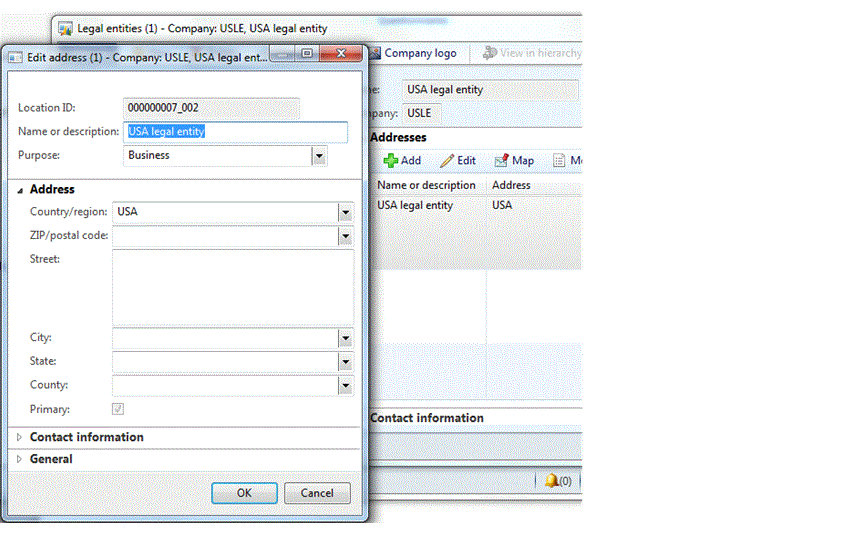 Legal entities (1) - Company: USLE, USA legal entity
Edit address (1) - Company: USLE, USA legal ent...
Company logo
View in hierarchy
Location ID:
000000007_002
Name or description:
USA legal entity
Purpose:
Business
Address
Country/region:
USA
ZIP/postal code:
Street:
City:
State:
County:
Primary:
Contact information
General
OK
Cancel
me:
USA legal entity
mpany:
USLE
Addresses
Add
Edit
Map
Mo
Name or description
Address
USA legal entity
USA
Contact information
(0)